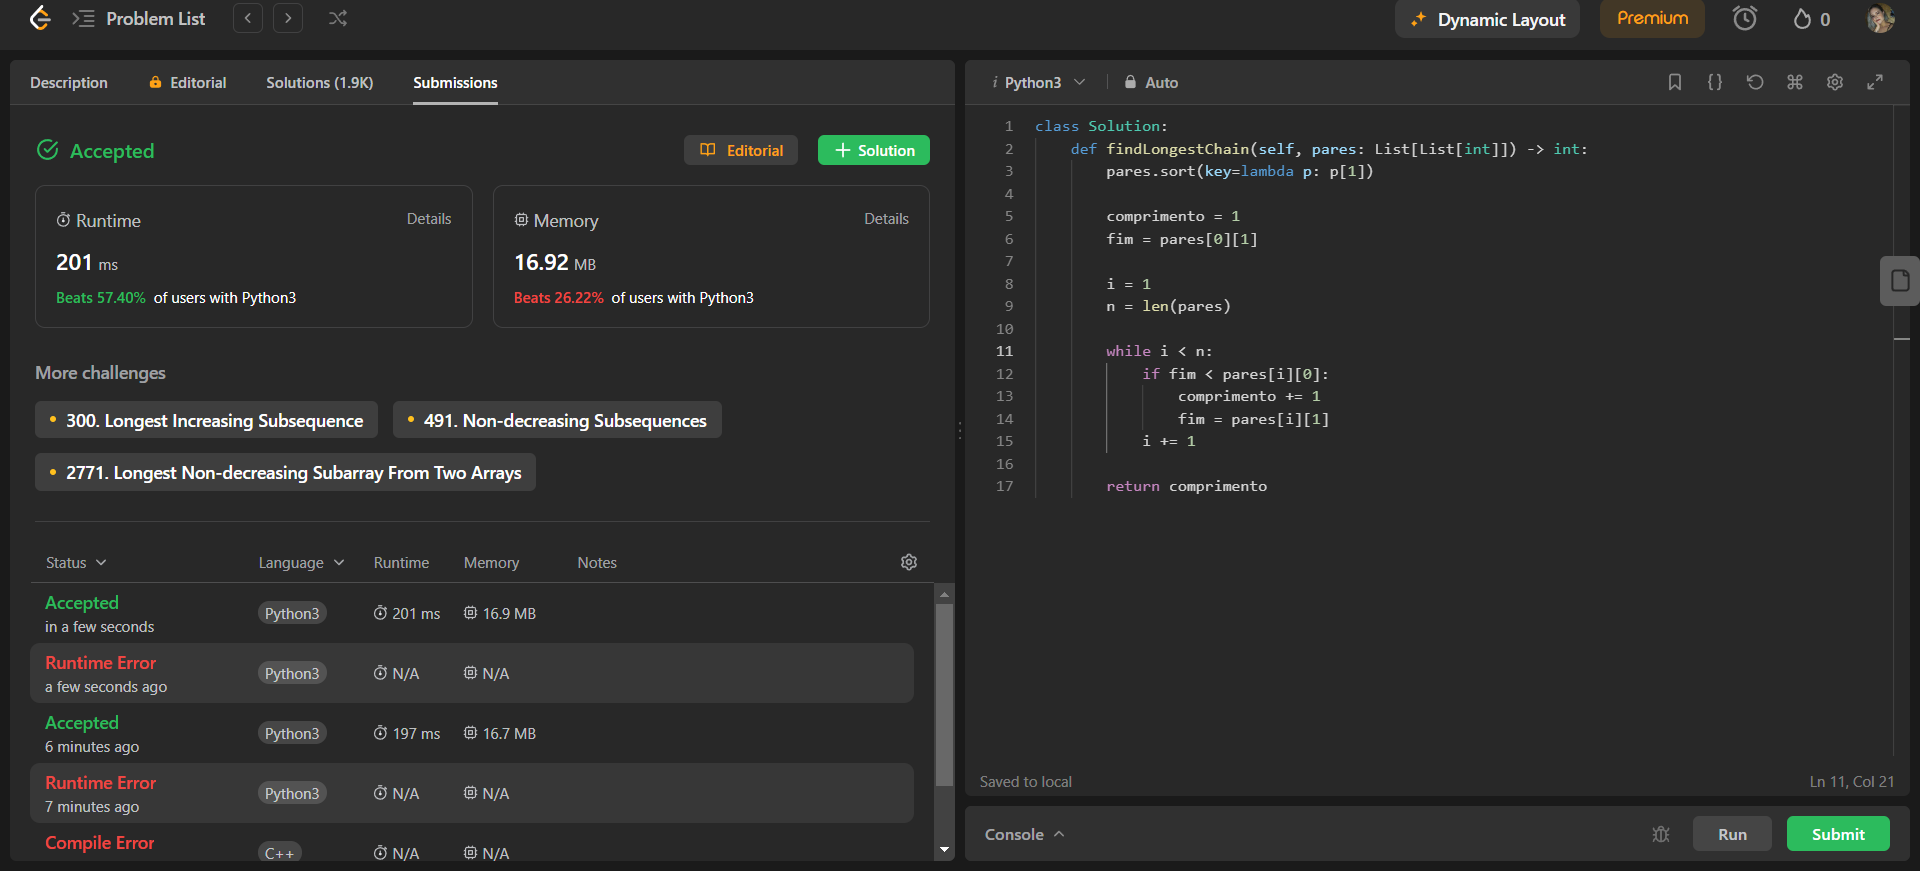 Problem List
Dynamic Layout
Premium
0
Description
Editorial
Solutions (1.9K)
Submissions
Accepted
Editorial
Solution
Runtime
Details
201 ms
Beats 57.40% of users with Python3
Memory
Details
16.92 MB
Beats 26.22% of users with Python3
More challenges
300. Longest Increasing Subsequence
491. Non-decreasing Subsequences
2771. Longest Non-decreasing Subarray From Two Arrays
Status Language Runtime Memory Notes
Accepted
in a few seconds
Python3 201 ms 16.9 MB
Runtime Error
a few seconds ago
Python3 N/A N/A
Accepted
6 minutes ago
Python3 197 ms 16.7 MB
Runtime Error
7 minutes ago
Python3 N/A N/A
Compile Error
C++ N/A N/A
i Python3
Auto
1 class Solution:
2     def findLongestChain(self, pares: List[List[int]]) -> int:
3         pares.sort(key=lambda p: p[1])
4
5         comprimento = 1
6         fim = pares[0][1]
7
8         i = 1
9         n = len(pares)
10
11         while i < n:
12             if fim < pares[i][0]:
13                 comprimento += 1
14                 fim = pares[i][1]
15             i += 1
16
17         return comprimento
Saved to local
Ln 11, Col 21
Console
Run
Submit